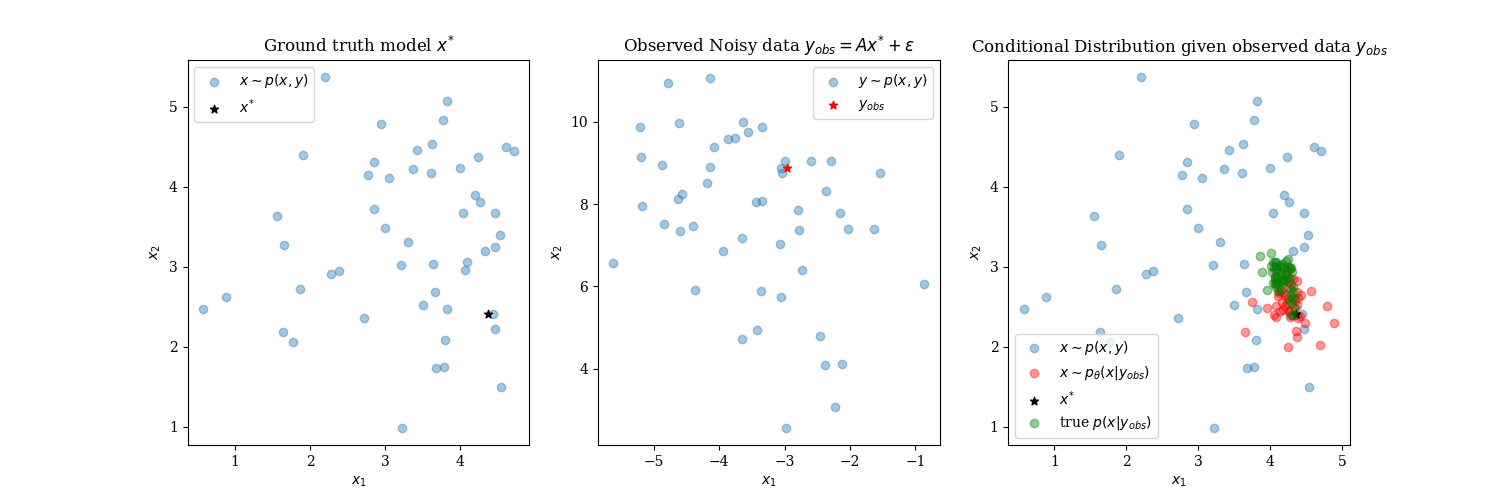 Ground truth model x*
x ~ p(x, y)
x*
5
4
3
2
1
x₂
1
2
3
4
x₁
Observed Noisy data y_obs = Ax* + ε
y ~ p(x, y)
y_obs
10
8
6
4
x₂
−5
−4
−3
−2
−1
x₁
Conditional Distribution given observed data y_obs
5
4
3
2
1
x ~ p(x, y)
x ~ p_θ(x|y_obs)
x*
true p(x|y_obs)
1
2
3
4
5
x₁